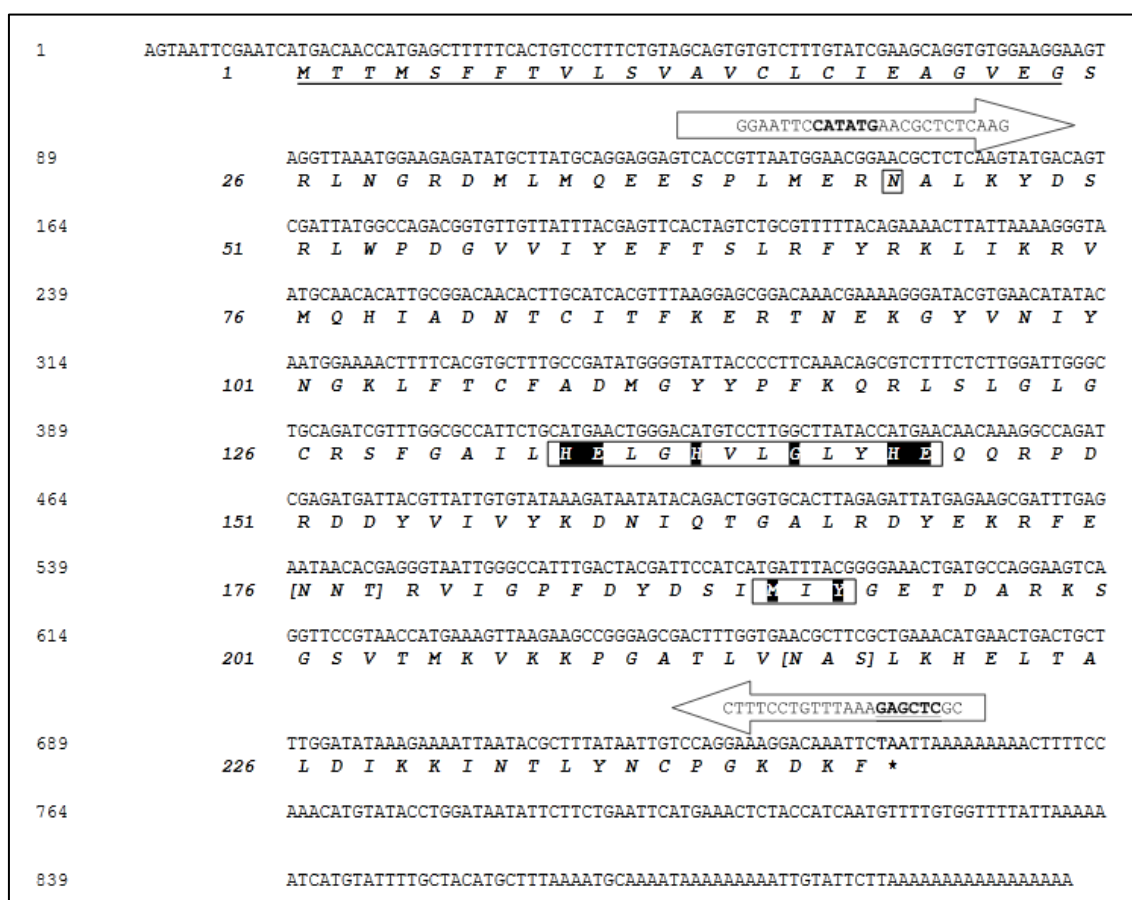 1 AGTAATTCGAATCATGACAACCATGAGCTTTTTCACTGTCCTTTCTGTAGCAGTGTGTCTTTGTATCGAAGCAGGTGTGGAAGGAAGT
1 M T T M S F F T V L S V A V C L C I E A G V E G S
GGAATTCCATATGAACGCTCTCAAG
89 AGGTTAAATGGAAGAGATATGCTTATGCAGGAGGAGTCACCGTTAATGGAACGGAACGCTCTCAAGTATGACAGT
26 R L N G R D M L M Q E E S P L M E R N A L K Y D S
164 CGATTATGGCCAGACGGTGTTGTTATTTACGAGTTCACTAGTCTGCGTTTTTACAGAAAACTTATTAAAAGGGTA
51 R L W P D G V V I Y E F T S L R F Y R K L I K R V
239 ATGCAACACATTGCGGACAACACTTGCATCACGTTTAAGGAGCGGACAAACGAAAAGGGATACGTGAACATATAC
76 M Q H I A D N T C I T F K E R T N E K G Y V N I Y
314 AATGGAAAACTTTTCACGTGCTTTGCCGATATGGGGTATTACCCCTTCAAACAGCGTCTTTCTCTTGGATTGGGC
101 N G K L F T C F A D M G Y Y P F K Q R L S L G L G
389 TGCAGATCGTTTGGCGCCATTCTGCATGAACTGGGACATGTCCTTGGCTTATACCATGAACAACAAAGGCCAGAT
126 C R S F G A I L H E L G H V L G L Y H E Q Q R P D
464 CGAGATGATTACGTTATTGTGTATAAAGATAATATACAGACTGGTGCACTTAGAGATTATGAGAAGCGATTTGAG
151 R D D Y V I V Y K D N I Q T G A L R D Y E K R F E
539 AATAACACGAGGGTAATTGGGCCATTTGACTACGATTCCATCATGATTTACGGGGAAACTGATGCCAGGAAGTCA
176 [N N T] R V I G P F D Y D S I M I Y G E T D A R K S
614 GGTTCCGTAACCATGAAAGTTAAGAAGCCGGGAGCGACTTTGGTGAACGCTTCGCTGAAACATGAACTGACTGCT
201 G S V T M K V K K P G A T L V [N A S] L K H E L T A
CTTTCCTGTTTAAAGAGCTCGC
689 TTGGATATAAAGAAAATTAATACGCTTTATAATTGTCCAGGAAAGGACAAATTCTAATTAAAAAAAAACTTTTCC
226 L D I K K I N T L Y N C P G K D K F *
764 AAACATGTATACCTGGATAATATTCTTCTGAATTCATGAAACTCTACCATCAATGTTTTGTGGTTTTATTAAAAA
839 ATCATGTATTTTGCTACATGCTTTAAAATGCAAAATAAAAAAAAATTGTATTCTTAAAAAAAAAAAAAAAAA